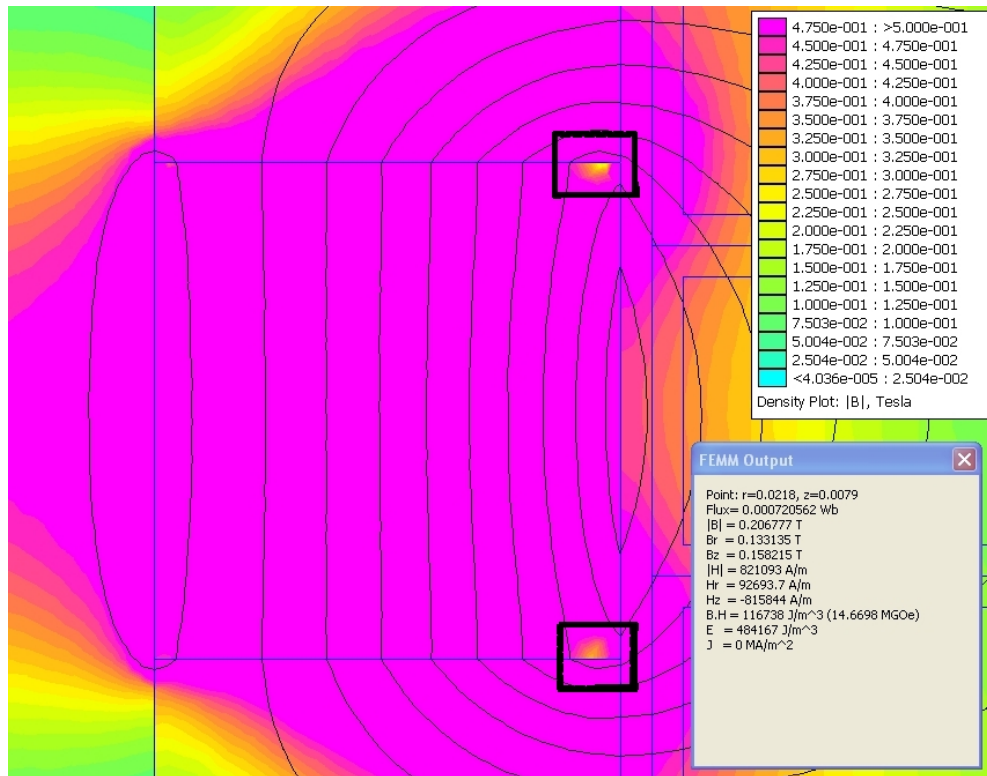 4.750e-001 : >5.000e-001
4.500e-001 : 4.750e-001
4.250e-001 : 4.500e-001
4.000e-001 : 4.250e-001
3.750e-001 : 4.000e-001
3.500e-001 : 3.750e-001
3.250e-001 : 3.500e-001
3.000e-001 : 3.250e-001
2.750e-001 : 3.000e-001
2.500e-001 : 2.750e-001
2.250e-001 : 2.500e-001
2.000e-001 : 2.250e-001
1.750e-001 : 2.000e-001
1.500e-001 : 1.750e-001
1.250e-001 : 1.500e-001
1.000e-001 : 1.250e-001
7.503e-002 : 1.000e-001
5.004e-002 : 7.503e-002
2.504e-002 : 5.004e-002
<4.036e-005 : 2.504e-002
Density Plot: |B|, Tesla
FEMM Output
Point: r=0.0218, z=0.0079
Flux= 0.000720562 Wb
|B| = 0.206777 T
Br = 0.133135 T
Bz = 0.158215 T
|H| = 821093 A/m
Hr = 92693.7 A/m
Hz = -815844 A/m
B.H = 116738 J/m^3 (14.6698 MGOe)
E = 484167 J/m^3
J = 0 MA/m^2